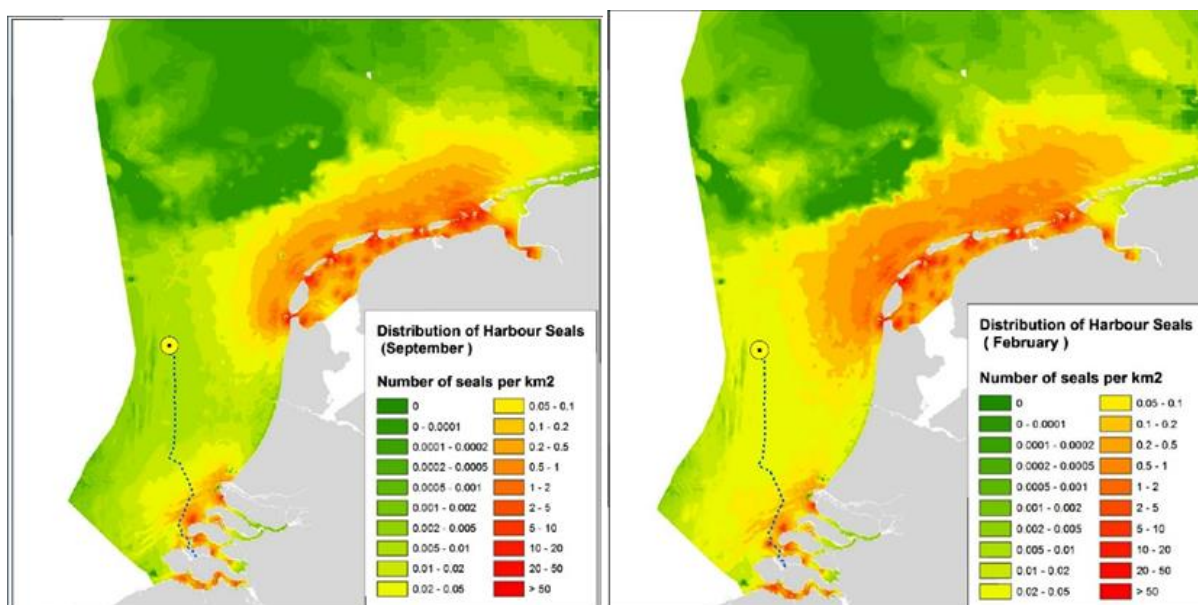 Distribution of Harbour Seals
(September )
Number of seals per km2
0
0 - 0.0001
0.0001 - 0.0002
0.0002 - 0.0005
0.0005 - 0.001
0.001 - 0.002
0.002 - 0.005
0.005 - 0.01
0.01 - 0.02
0.02 - 0.05
0.05 - 0.1
0.1 - 0.2
0.2 - 0.5
0.5 - 1
1 - 2
2 - 5
5 - 10
10 - 20
20 - 50
> 50
Distribution of Harbour Seals
( February )
Number of seals per km2
0
0 - 0.0001
0.0001 - 0.0002
0.0002 - 0.0005
0.0005 - 0.001
0.001 - 0.002
0.002 - 0.005
0.005 - 0.01
0.01 - 0.02
0.02 - 0.05
0.05 - 0.1
0.1 - 0.2
0.2 - 0.5
0.5 - 1
1 - 2
2 - 5
5 - 10
10 - 20
20 - 50
> 50